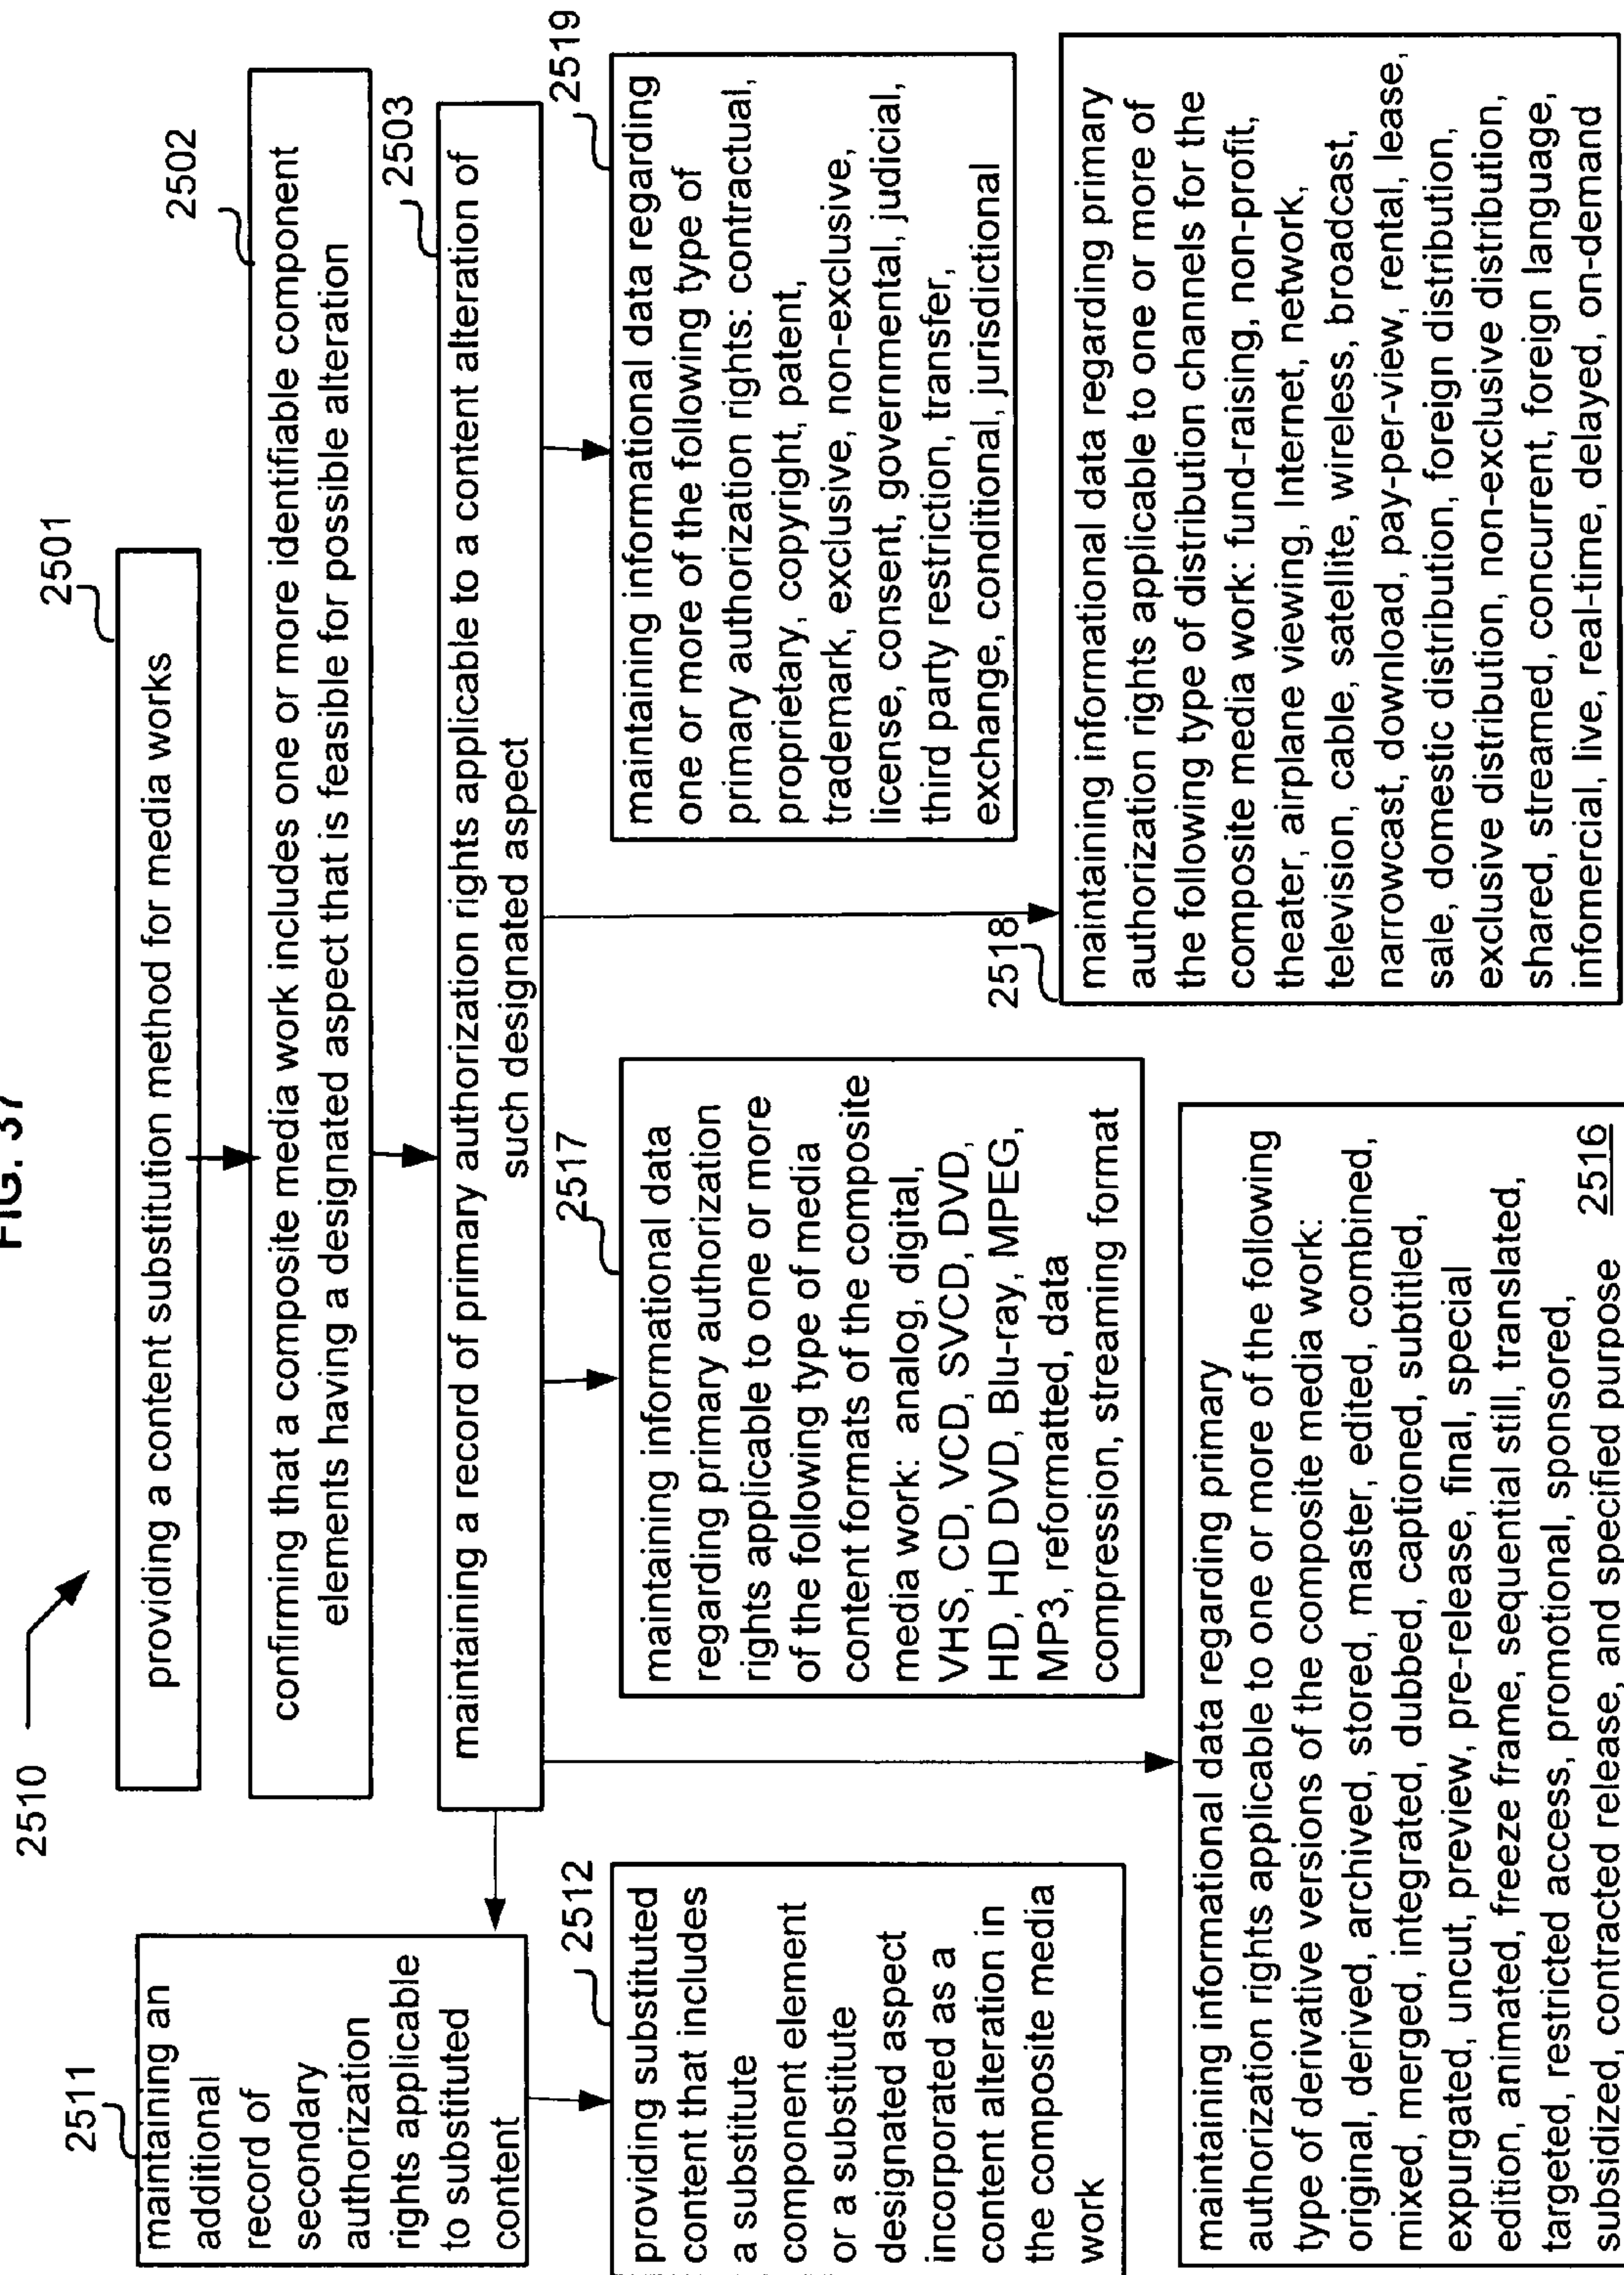 FIG. 37
2510
2501
providing a content substitution method for media works
2502
confirming that a composite media work includes one or more identifiable component
elements having a designated aspect that is feasible for possible alteration
2503
maintaining a record of primary authorization rights applicable to a content alteration of
such designated aspect
2511
maintaining an
additional
record of
secondary
authorization
rights applicable
to substituted
content
2512
providing substituted
content that includes
a substitute
component element
or a substitute
designated aspect
incorporated as a
content alteration in
the composite media
work
2517
maintaining informational data
regarding primary authorization
rights applicable to one or more
of the following type of media
content formats of the composite
media work: analog, digital,
VHS, CD, VCD, SVCD, DVD,
HD, HD DVD, Blu-ray, MPEG,
MP3, reformatted, data
compression, streaming format
2519
maintaining informational data regarding
one or more of the following type of
primary authorization rights: contractual,
proprietary, copyright, patent,
trademark, exclusive, non-exclusive,
license, consent, governmental, judicial,
third party restriction, transfer,
exchange, conditional, jurisdictional
maintaining informational data regarding primary
authorization rights applicable to one or more of the following
type of derivative versions of the composite media work:
original, derived, archived, stored, master, edited, combined,
mixed, merged, integrated, dubbed, captioned, subtitled,
expurgated, uncut, preview, pre-release, final, special
edition, animated, freeze frame, sequential still, translated,
targeted, restricted access, promotional, sponsored,
subsidized, contracted release, and specified purpose
2516
2518
maintaining informational data regarding primary
authorization rights applicable to one or more of
the following type of distribution channels for the
composite media work: fund-raising, non-profit,
theater, airplane viewing, Internet, network,
television, cable, satellite, wireless, broadcast,
narrowcast, download, pay-per-view, rental, lease,
sale, domestic distribution, foreign distribution,
exclusive distribution, non-exclusive distribution,
shared, streamed, concurrent, foreign language,
infomercial, live, real-time, delayed, on-demand